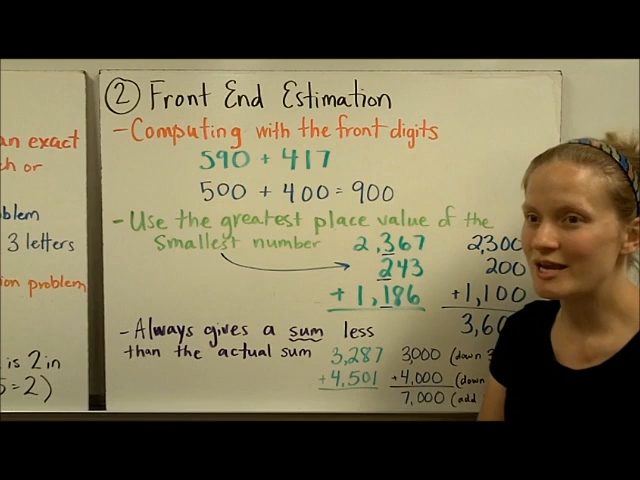 an exact
ch or
blem
3 letters
ion problem
is 2 in
5 = 2)
② Front End Estimation
- Computing with the front digits
590 + 417
500 + 400 = 900
- Use the greatest place value of the
smallest number
2,367
243
+ 1,186
2,300
200
+1,100
3,60
- Always gives a sum less
than the actual sum
3,287
+ 4,501
3,000 (down
+ 4,000 (down
7,000 (add